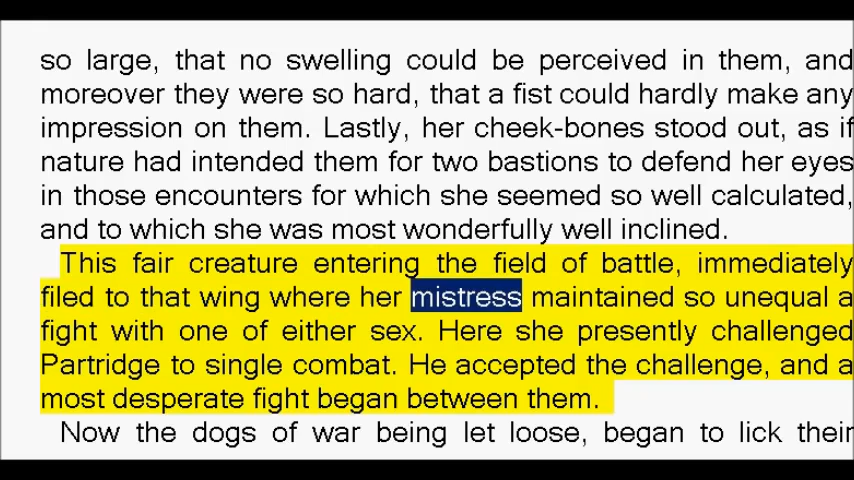 so large, that no swelling could be perceived in them, and
moreover they were so hard, that a fist could hardly make any
impression on them. Lastly, her cheek-bones stood out, as if
nature had intended them for two bastions to defend her eyes
in those encounters for which she seemed so well calculated,
and to which she was most wonderfully well inclined.
This fair creature entering the field of battle, immediately
filed to that wing where her mistress maintained so unequal a
fight with one of either sex. Here she presently challenged
Partridge to single combat. He accepted the challenge, and a
most desperate fight began between them.
Now the dogs of war being let loose, began to lick their